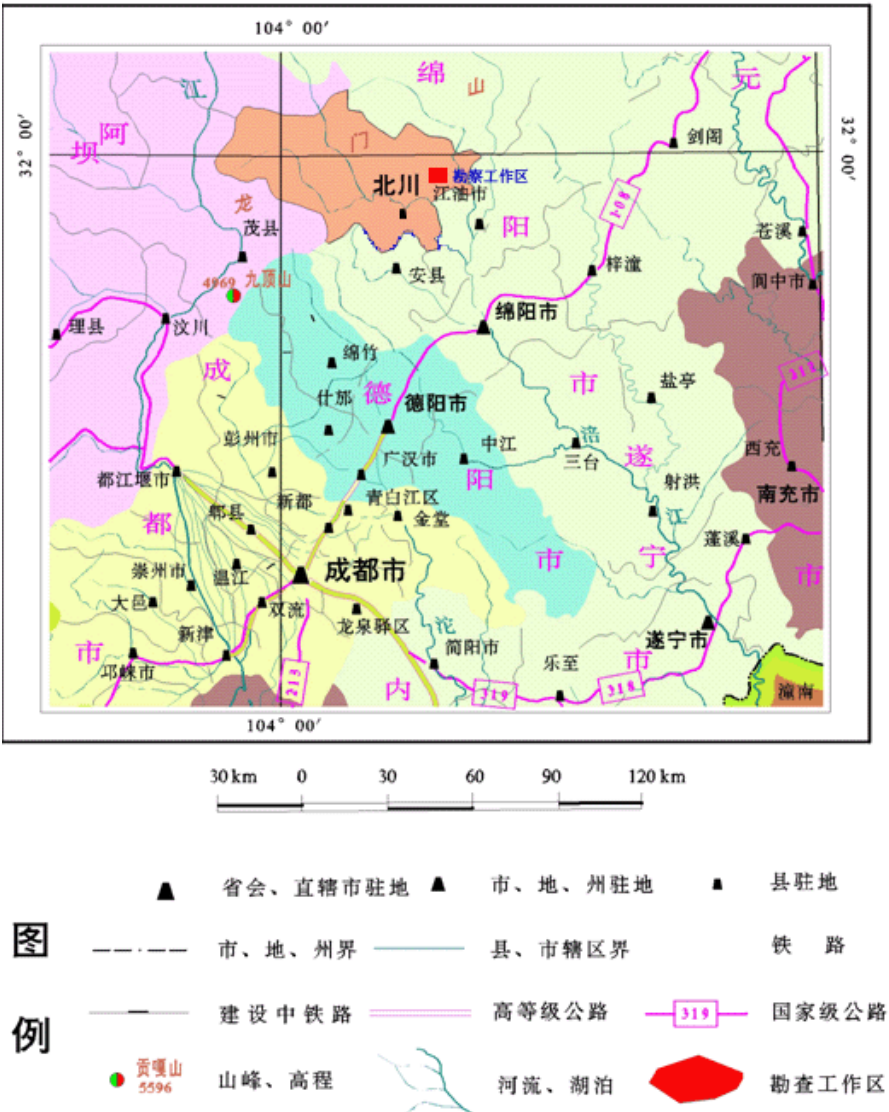 104° 00′
绵
山
元
江
阿
坝
门
剑阁
32° 00′
32° 00′
勘察工作区
北川
江油市
龙
108
阳
茂县
苍溪
梓潼
4969 九顶山
安县
阆中市
绵阳市
理县
汶川
绵竹
成
市
盐亭
212
德
什邡
德阳市
彭州市
涪
遂
中江
三台
西充
广汉市
都江堰市
阳
射洪
新都
青白江区
南充市
郫县
金堂
都
江
蓬溪
宁
市
成都市
市
崇州市
温江
大邑
双流
龙泉驿区
沱
新津
遂宁市
市
简阳市
乐至
市
邛崃市
213
内
319
318
潼南
104° 00′
30 km 0 30 60 90 120 km
图例
省会、直辖市驻地
市、地、州驻地
县驻地
市、地、州界
县、市辖区界
铁 路
建设中铁路
高等级公路
319
国家级公路
贡嘎山
5596
山峰、高程
河流、湖泊
勘查工作区